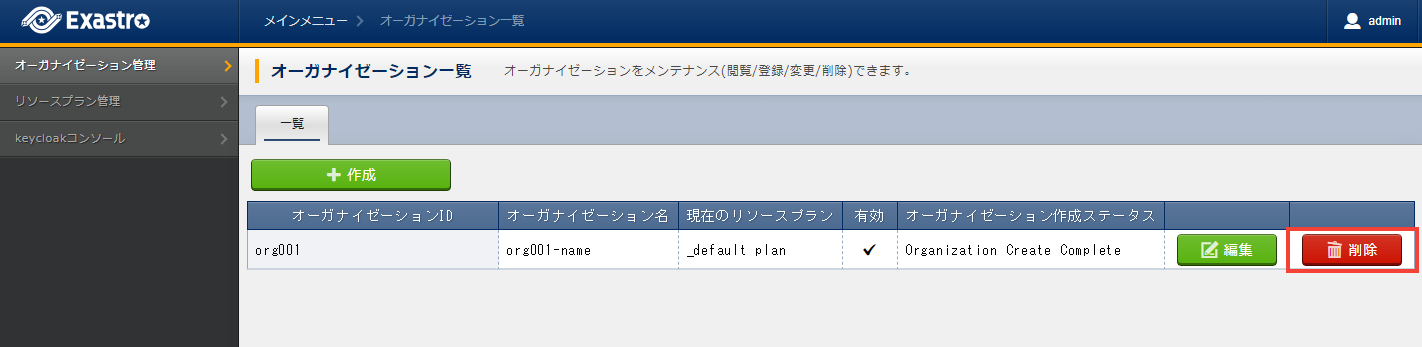 Exastro
メインメニュー オーガナイゼーション一覧
admin
オーガナイゼーション管理
リソースプラン管理
keycloakコンソール
オーガナイゼーション一覧 オーガナイゼーションをメンテナンス(閲覧/登録/変更/削除)できます。
一覧
作成
オーガナイゼーションID オーガナイゼーション名 現在のリソースプラン 有効 オーガナイゼーション作成ステータス
org001 org001-name _default plan ✔ Organization Create Complete 編集 削除